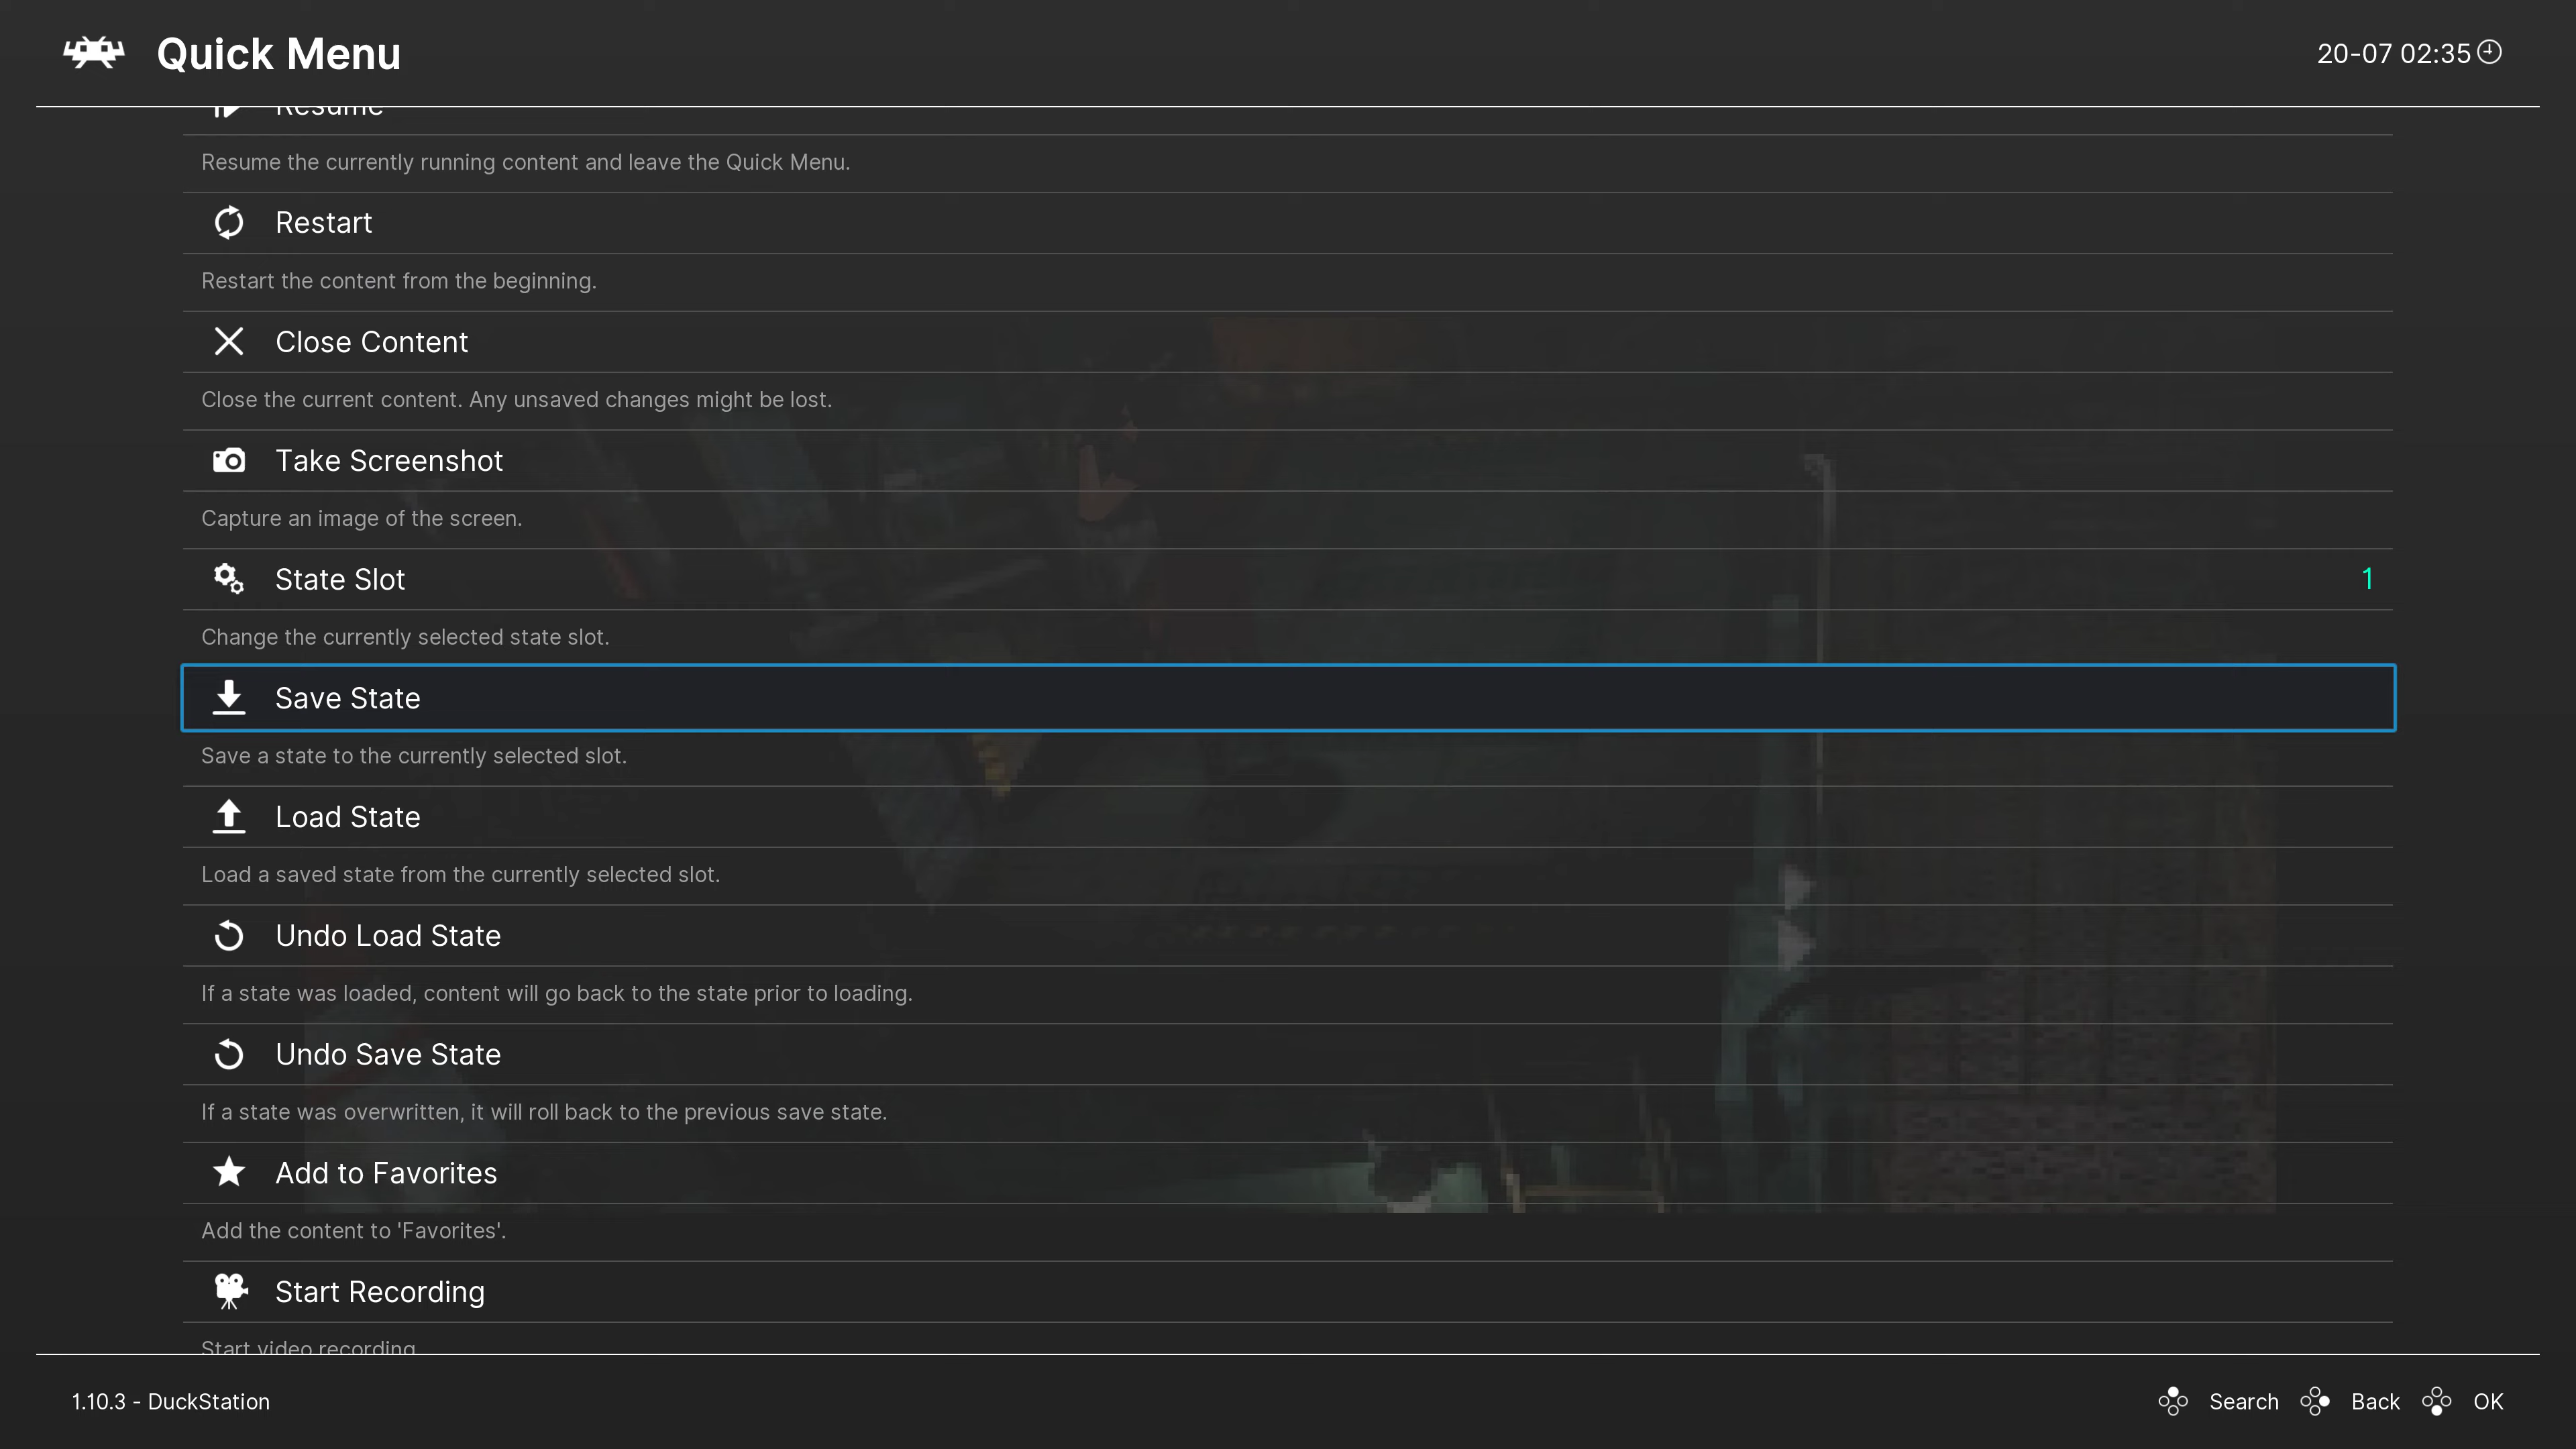 Quick Menu
20-07 02:35
Resume
Resume the currently running content and leave the Quick Menu.
Restart
Restart the content from the beginning.
Close Content
Close the current content. Any unsaved changes might be lost.
Take Screenshot
Capture an image of the screen.
State Slot 1
Change the currently selected state slot.
Save State
Save a state to the currently selected slot.
Load State
Load a saved state from the currently selected slot.
Undo Load State
If a state was loaded, content will go back to the state prior to loading.
Undo Save State
If a state was overwritten, it will roll back to the previous save state.
Add to Favorites
Add the content to 'Favorites'.
Start Recording
Start video recording
1.10.3 - DuckStation
Search Back OK